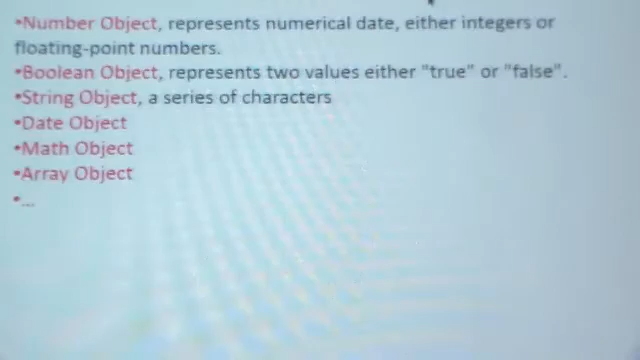 •Number Object, represents numerical date, either integers or
floating-point numbers.
•Boolean Object, represents two values either "true" or "false".
•String Object, a series of characters
•Date Object
•Math Object
•Array Object
•...